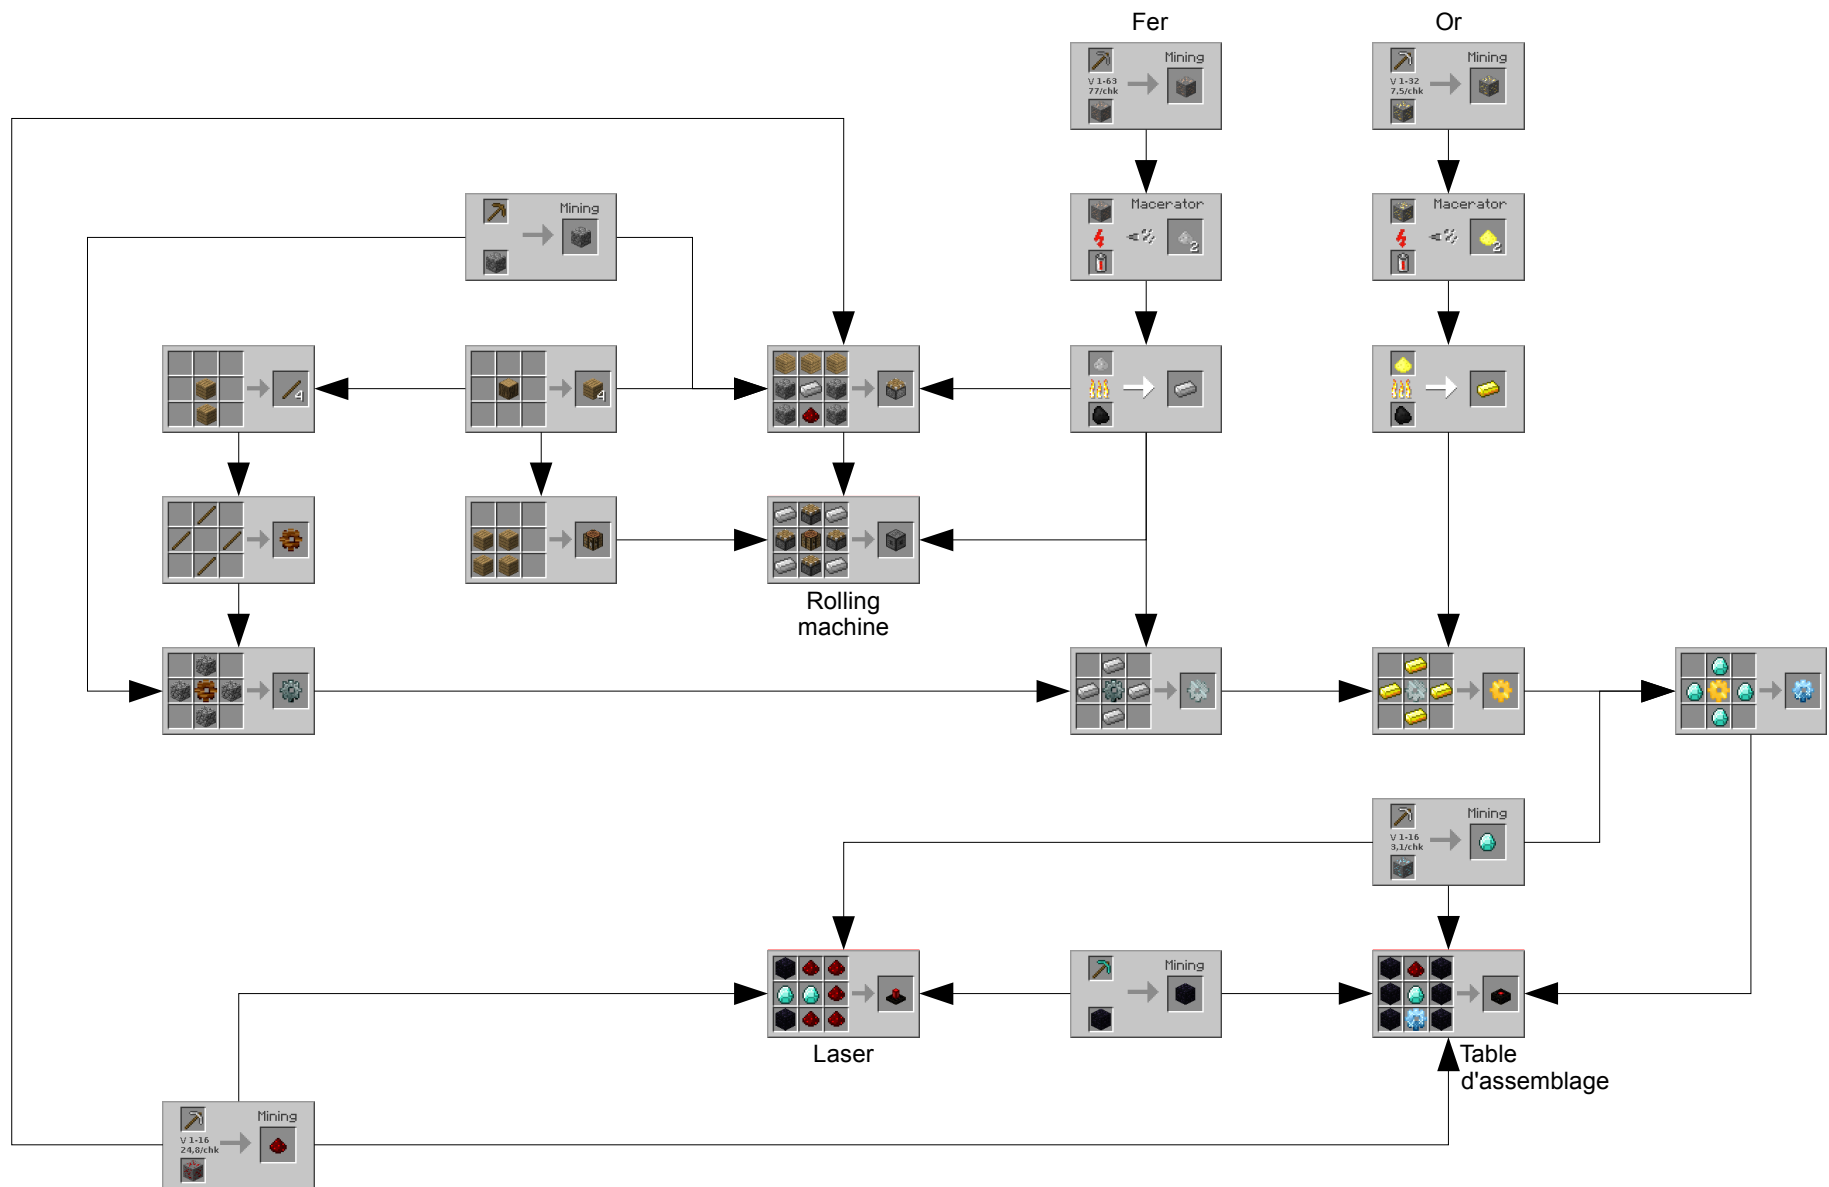 Fer
Or
Mining
V 1-63
77/chk
Mining
V 1-32
7,5/chk
Mining
Macerator
2
Macerator
2
4
4
Rolling
machine
Mining
V 1-16
3,1/chk
Mining
Laser
Table
d'assemblage
Mining
V 1-16
24,8/chk